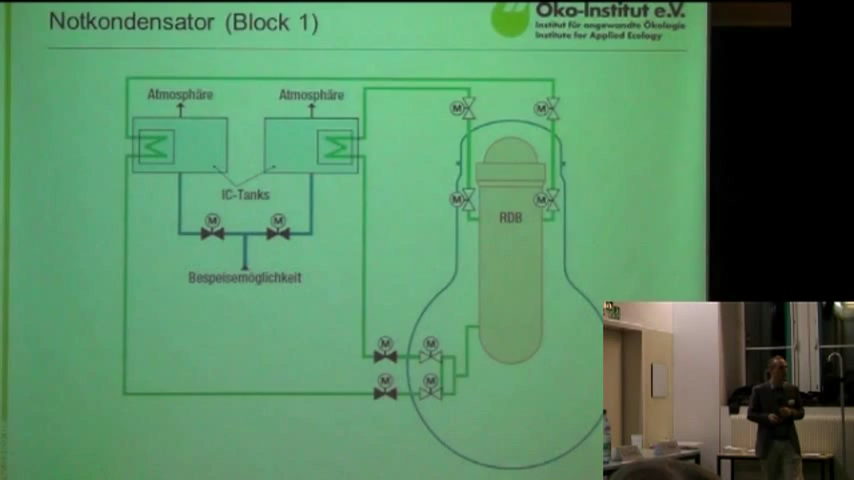 Notkondensator (Block 1)
Öko-Institut e.V.
Institut für angewandte Ökologie
Institute for Applied Ecology
Atmosphäre
Atmosphäre
M
M
IC-Tanks
M
M
RDB
M
M
Bespeisemöglichkeit
M
M
M
M